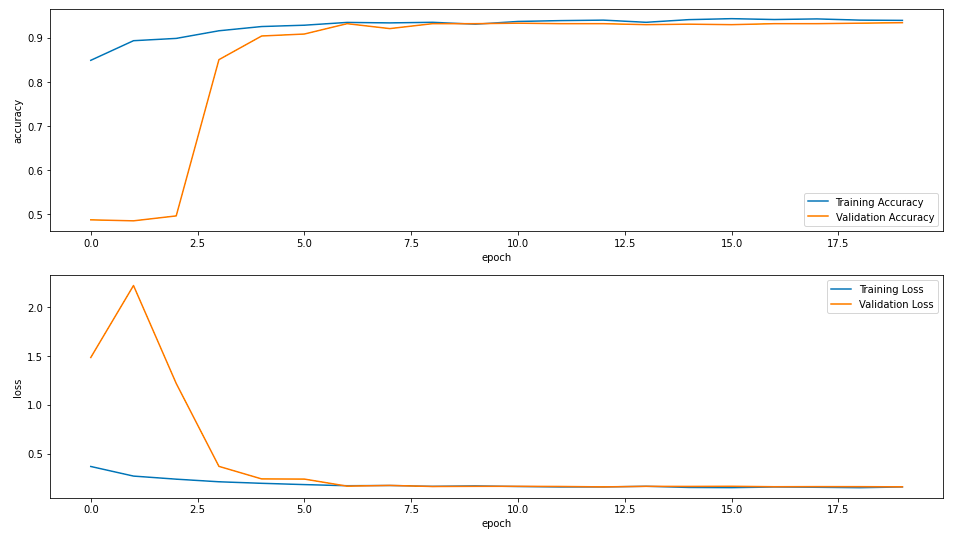 0.9
0.8
0.7
0.6
0.5
accuracy
Training Accuracy
Validation Accuracy
0.0 2.5 5.0 7.5 10.0 12.5 15.0 17.5
epoch
Training Loss
Validation Loss
2.0
1.5
1.0
0.5
loss
0.0 2.5 5.0 7.5 10.0 12.5 15.0 17.5
epoch